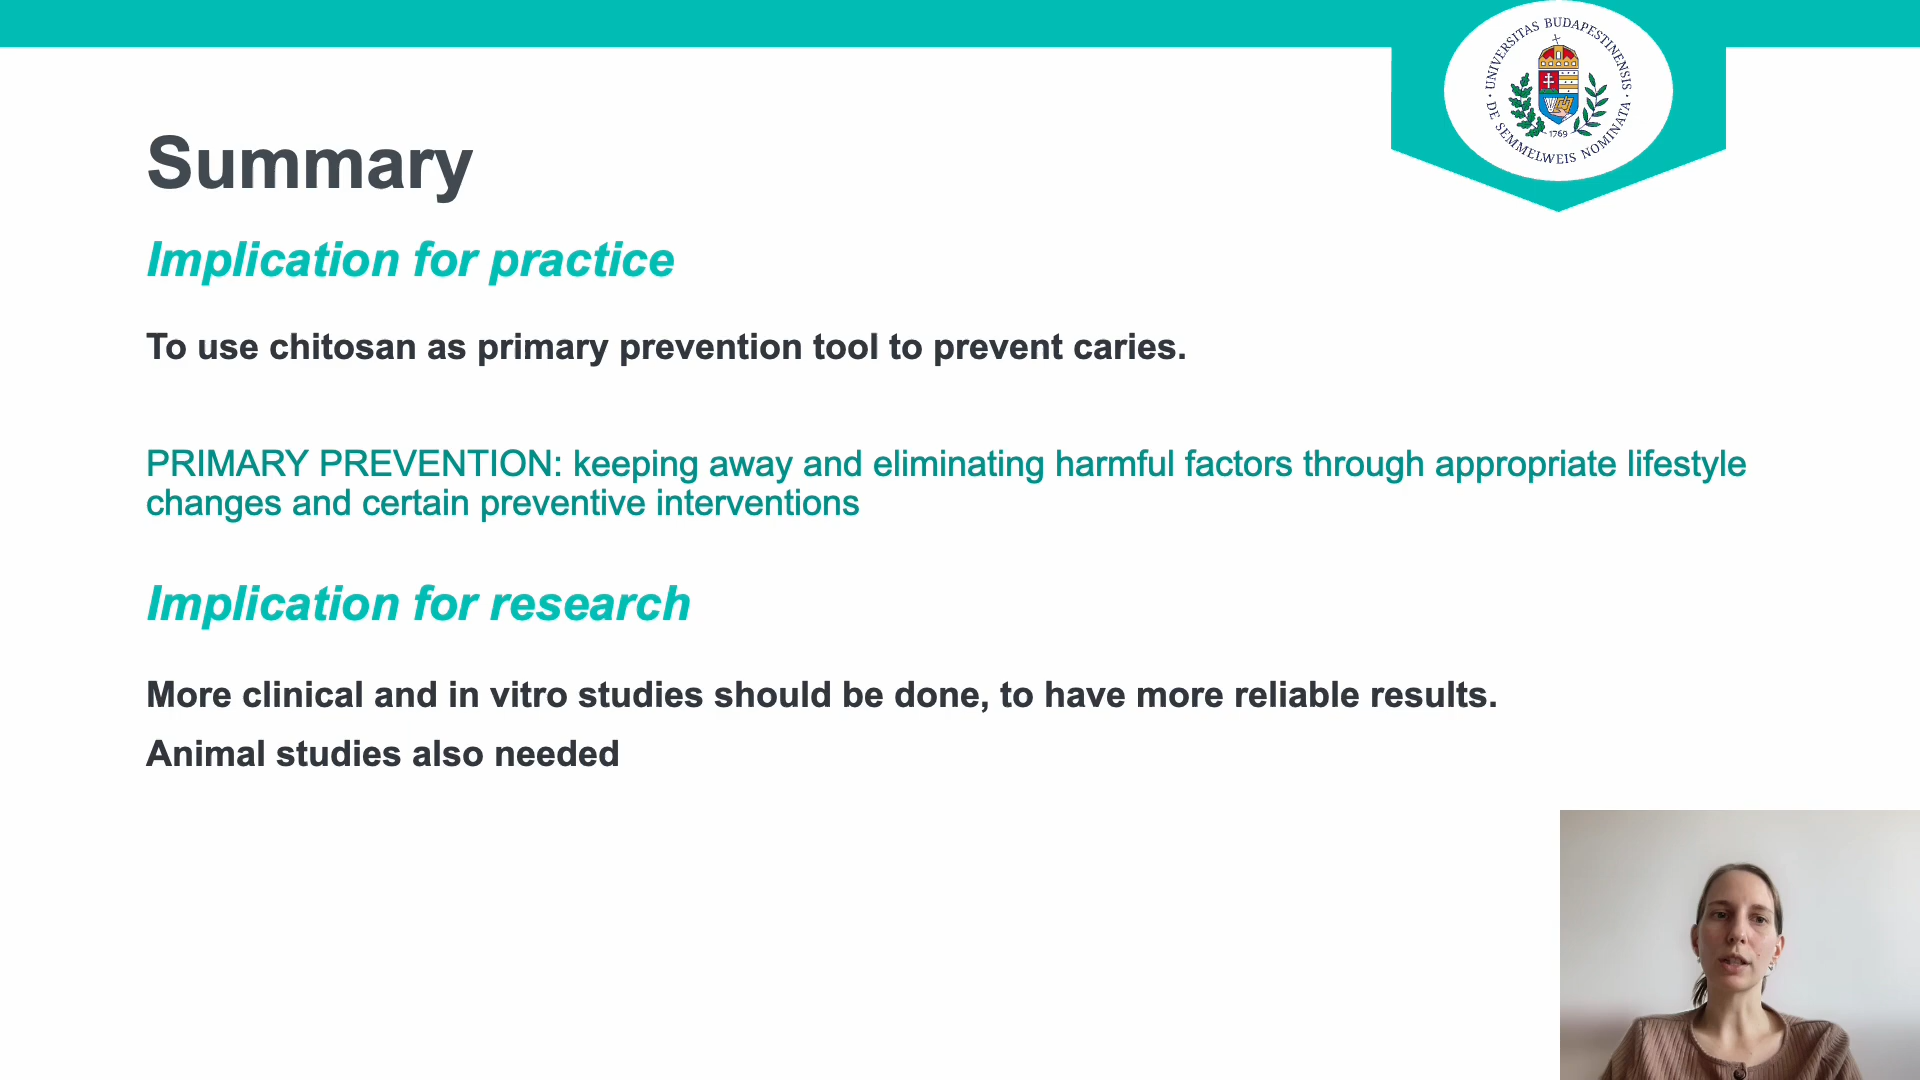 UNIVERSITAS BUDAPESTINENSIS
· DE SEMMELWEIS NOMINATA ·
1769
Summary
Implication for practice
To use chitosan as primary prevention tool to prevent caries.
PRIMARY PREVENTION: keeping away and eliminating harmful factors through appropriate lifestyle
changes and certain preventive interventions
Implication for research
More clinical and in vitro studies should be done, to have more reliable results.
Animal studies also needed